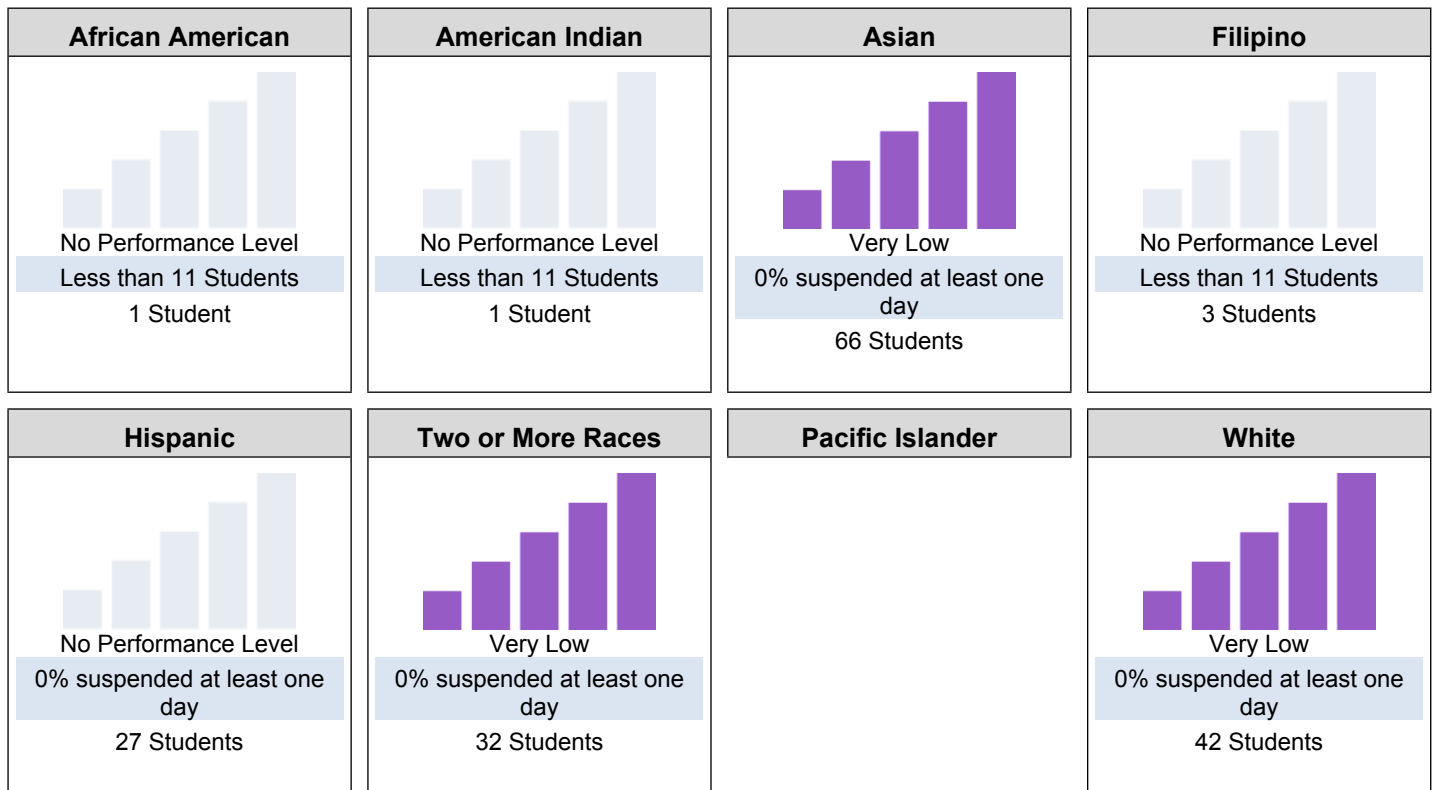 African American
No Performance Level
Less than 11 Students
1 Student
American Indian
No Performance Level
Less than 11 Students
1 Student
Asian
Very Low
0% suspended at least one
day
66 Students
Filipino
No Performance Level
Less than 11 Students
3 Students
Hispanic
No Performance Level
0% suspended at least one
day
27 Students
Two or More Races
Very Low
0% suspended at least one
day
32 Students
Pacific Islander
White
Very Low
0% suspended at least one
day
42 Students